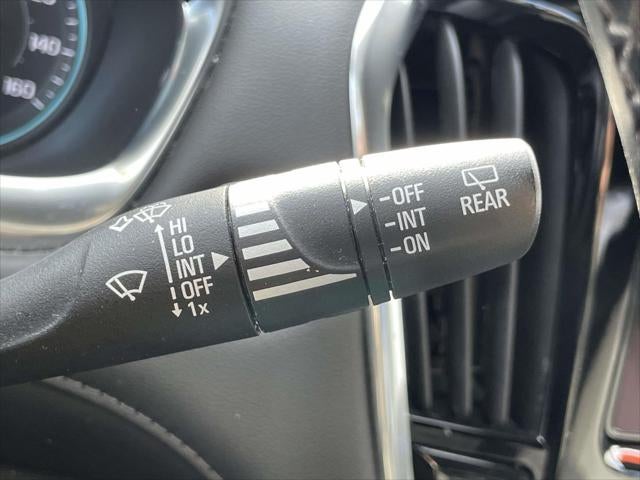 140
160
HI
LO
INT
OFF
1x
-OFF
-INT
-ON
REAR